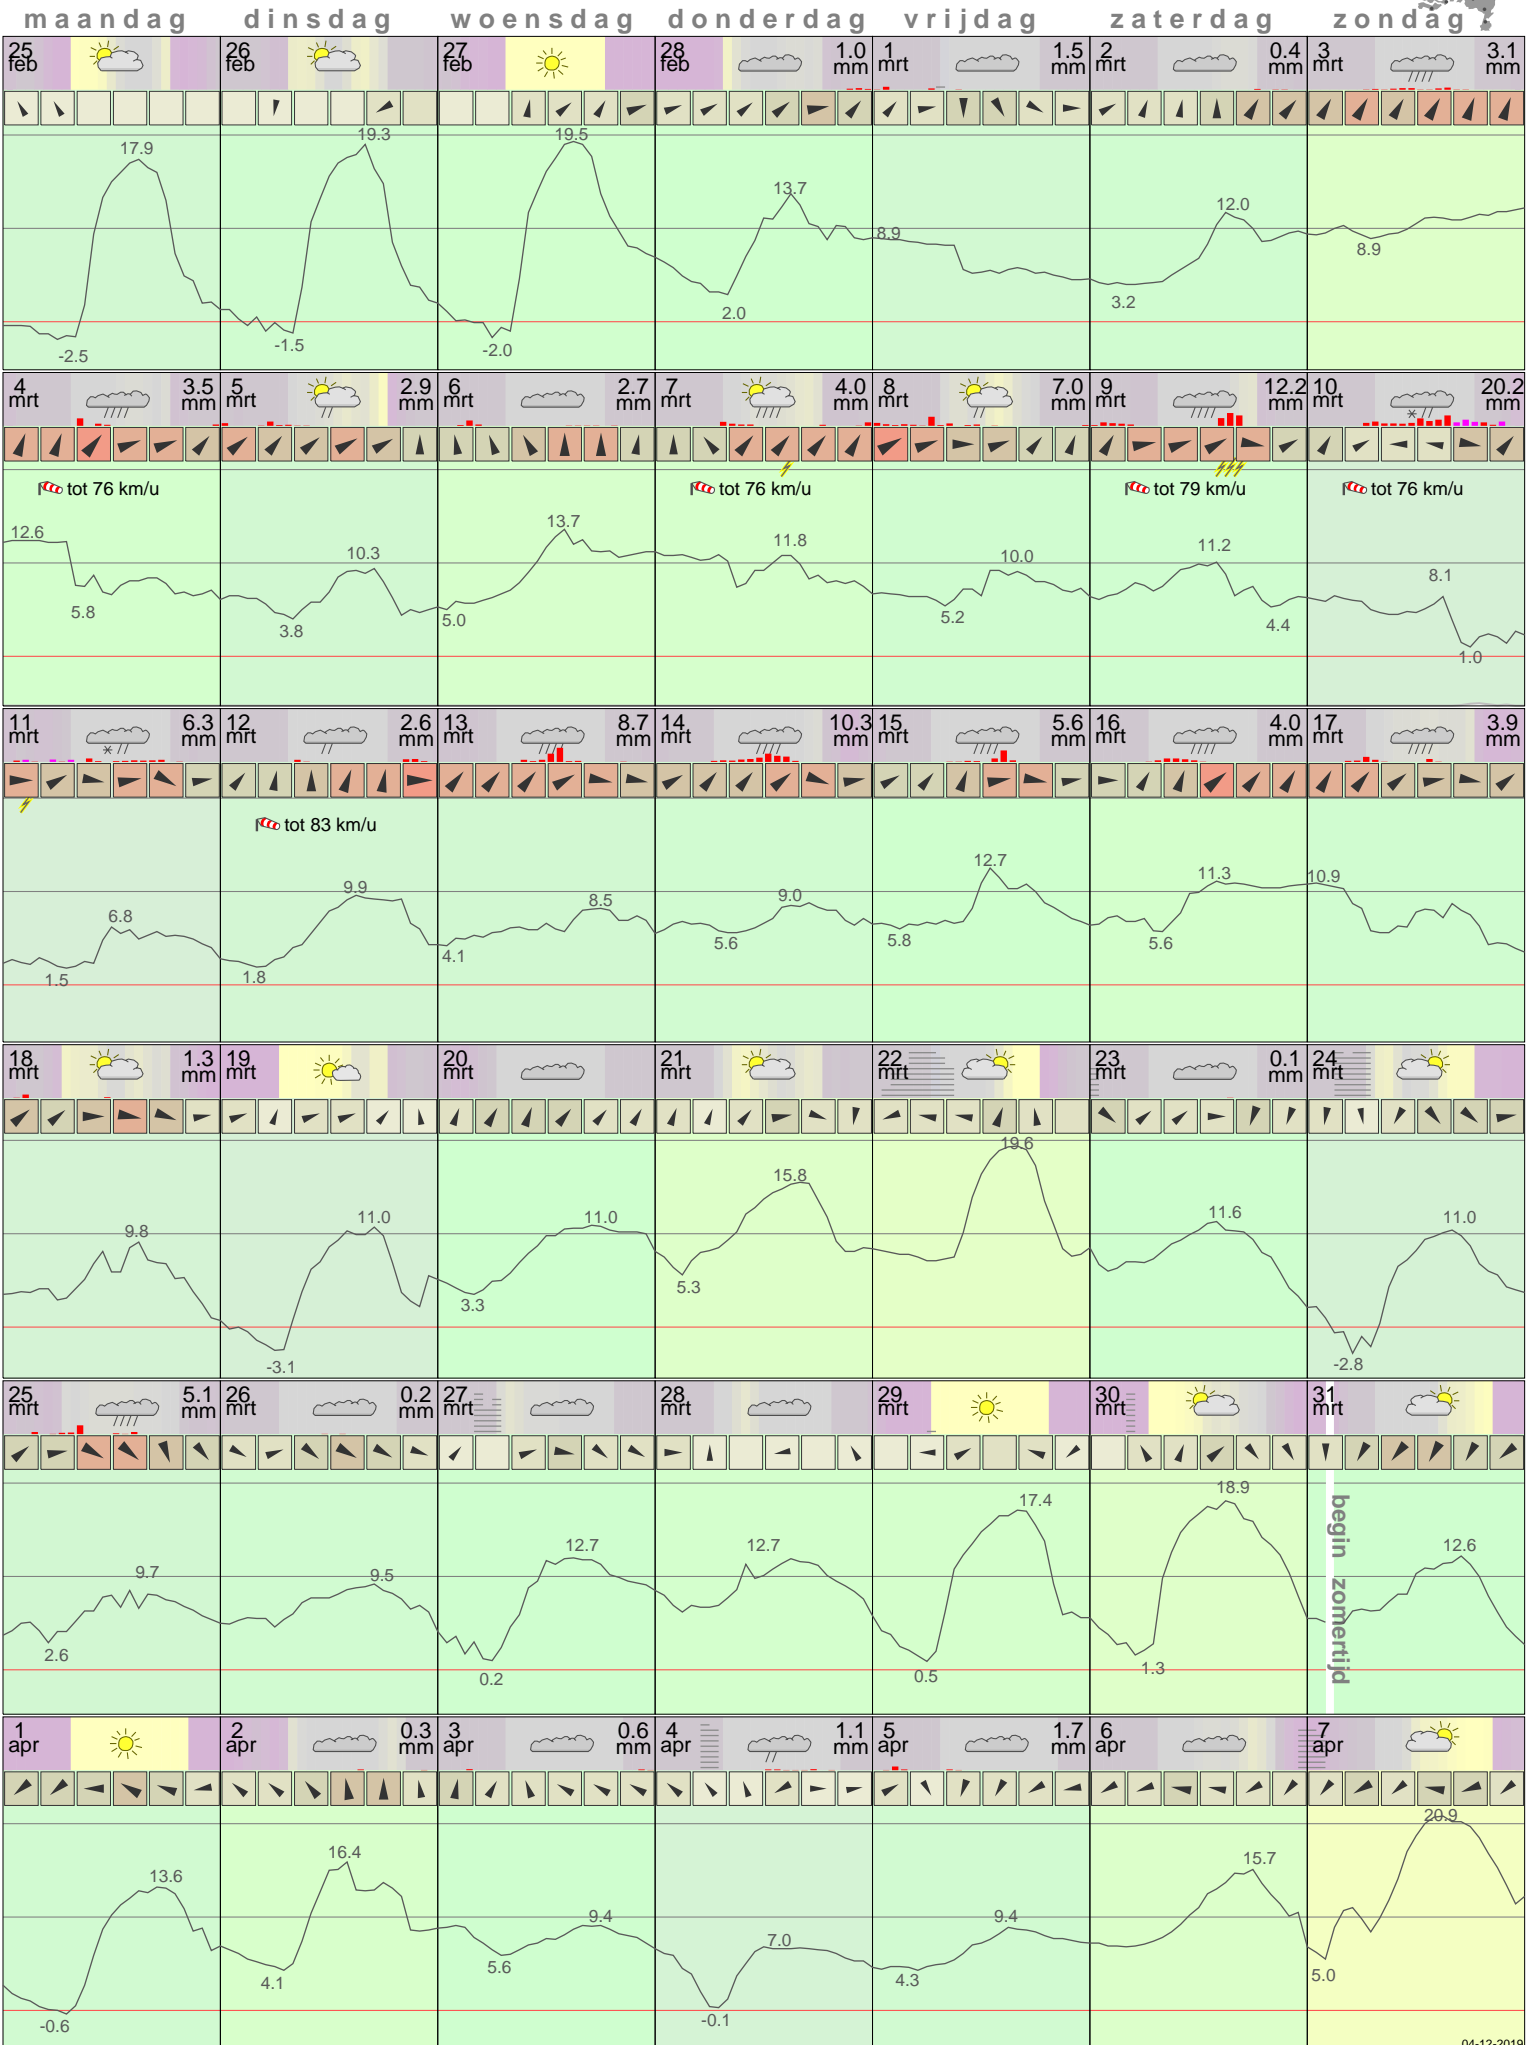 maandag dinsdag woensdag donderdag vrijdag zaterdag zondag
25 feb 26 feb 27 feb 28 feb 1.0 mm 1 mrt 1.5 mm 2 mrt 0.4 mm 3 mrt 3.1 mm
17.9 19.3 19.5 13.7 8.9 12.0 8.9
-2.5 -1.5 -2.0 2.0 3.2
4 mrt 3.5 mm 5 mrt 2.9 mm 6 mrt 2.7 mm 7 mrt 4.0 mm 8 mrt 7.0 mm 9 mrt 12.2 mm 10 mrt 20.2 mm
tot 76 km/u tot 76 km/u tot 79 km/u tot 76 km/u
12.6 10.3 13.7 11.8 10.0 11.2 8.1
5.8 3.8 5.0 5.2 4.4 1.0
11 mrt 6.3 mm 12 mrt 2.6 mm 13 mrt 8.7 mm 14 mrt 10.3 mm 15 mrt 5.6 mm 16 mrt 4.0 mm 17 mrt 3.9 mm
tot 83 km/u
6.8 9.9 8.5 9.0 12.7 11.3 10.9
1.5 1.8 4.1 5.6 5.8 5.6
18 mrt 1.3 mm 19 mrt 20 mrt 21 mrt 22 mrt 23 mrt 0.1 mm 24 mrt
9.8 11.0 11.0 15.8 19.6 11.6 11.0
-3.1 3.3 5.3 -2.8
25 mrt 5.1 mm 26 mrt 0.2 mm 27 mrt 28 mrt 29 mrt 30 mrt 31 mrt
9.7 9.5 12.7 12.7 17.4 18.9 12.6
2.6 0.2 0.5 1.3
begin zomertijd
1 apr 2 apr 0.3 mm 3 apr 0.6 mm 4 apr 1.1 mm 5 apr 1.7 mm 6 apr 7 apr
13.6 16.4 9.4 7.0 9.4 15.7 20.9
-0.6 4.1 5.6 -0.1 4.3 5.0
04-12-2019